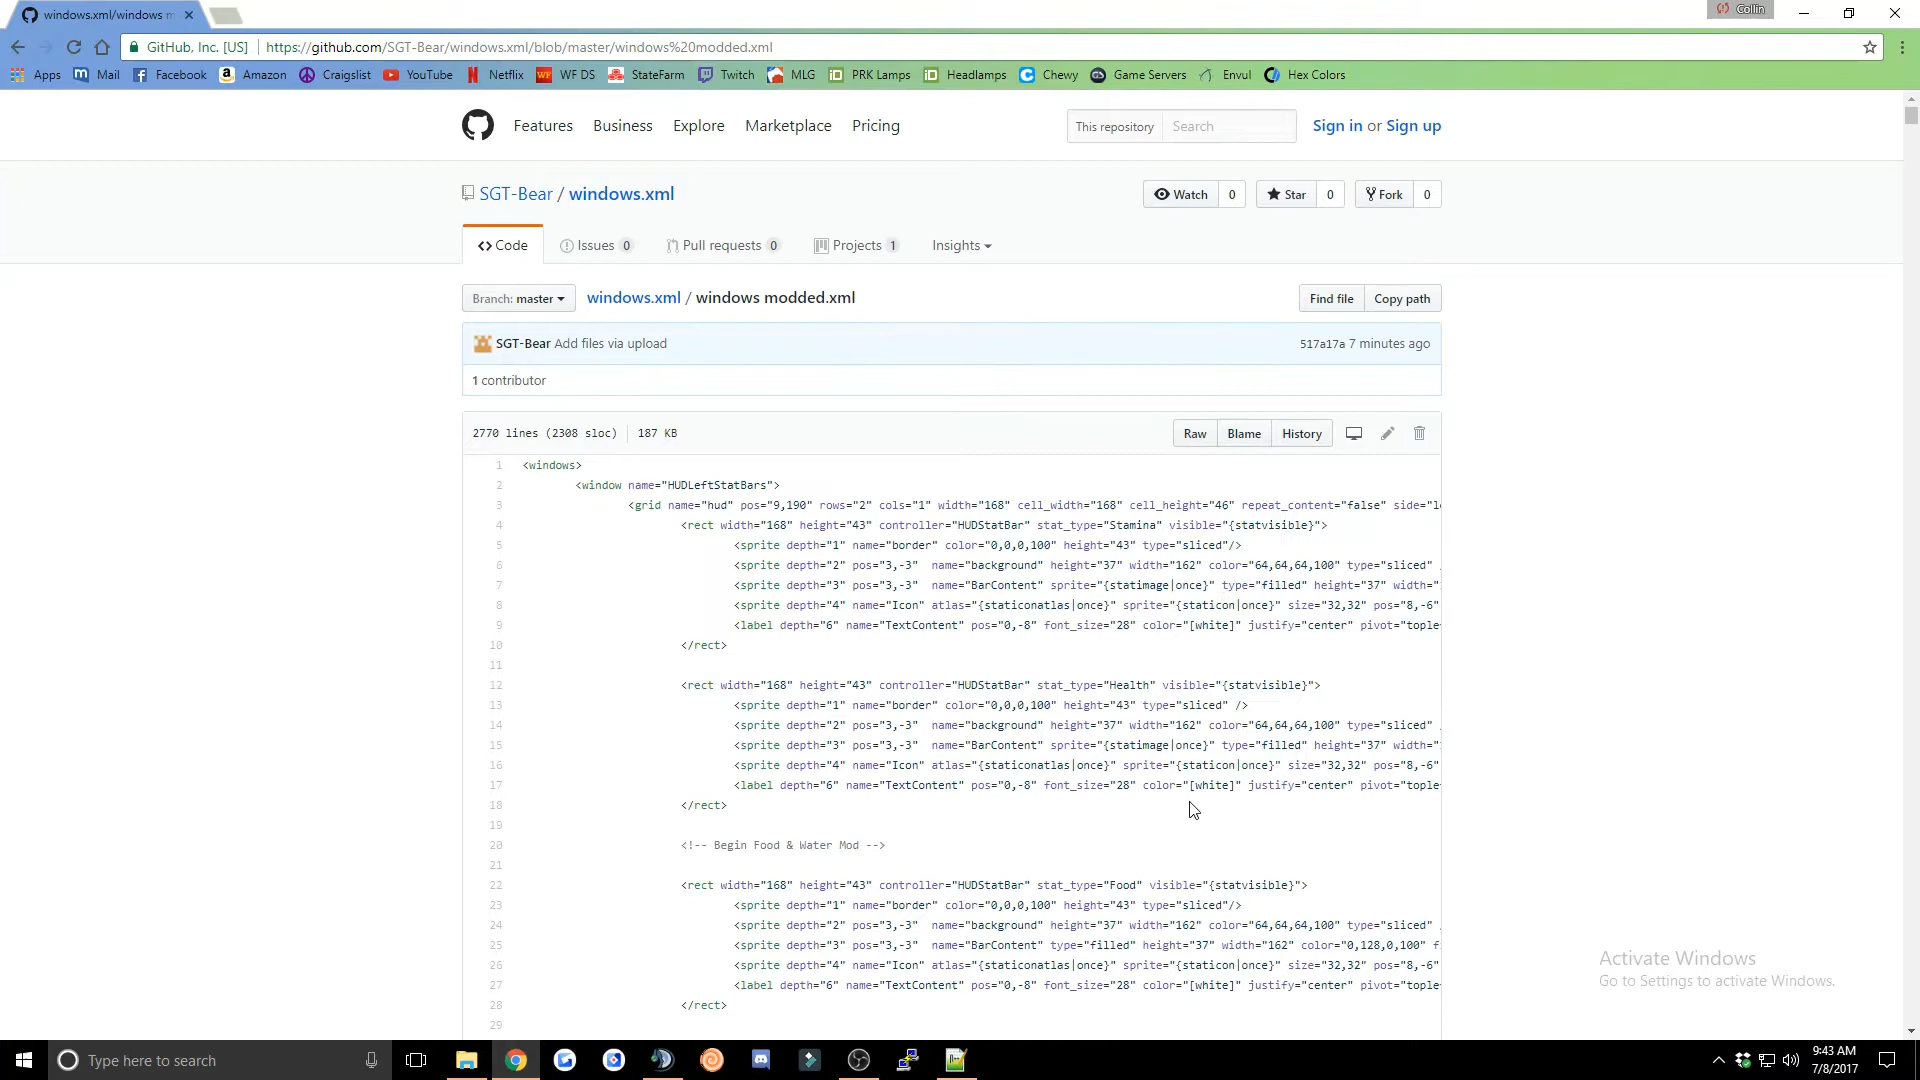 windows.xml/windows m
Collin
GitHub, Inc. [US] https://github.com/SGT-Bear/windows.xml/blob/master/windows%20modded.xml
Apps Mail Facebook Amazon Craigslist YouTube Netflix WF DS StateFarm Twitch MLG PRK Lamps Headlamps Chewy Game Servers Envul Hex Colors
Features Business Explore Marketplace Pricing This repository Search Sign in or Sign up
SGT-Bear / windows.xml Watch 0 Star 0 Fork 0
<> Code Issues 0 Pull requests 0 Projects 1 Insights
Branch: master windows.xml / windows modded.xml Find file Copy path
SGT-Bear Add files via upload 517a17a 7 minutes ago
1 contributor
2770 lines (2308 sloc) 187 KB Raw Blame History
1 <windows>
2 <window name="HUDLeftStatBars">
3 <grid name="hud" pos="9,190" rows="2" cols="1" width="168" cell_width="168" cell_height="46" repeat_content="false" side="l
4 <rect width="168" height="43" controller="HUDStatBar" stat_type="Stamina" visible="{statvisible}">
5 <sprite depth="1" name="border" color="0,0,0,100" height="43" type="sliced"/>
6 <sprite depth="2" pos="3,-3" name="background" height="37" width="162" color="64,64,64,100" type="sliced"
7 <sprite depth="3" pos="3,-3" name="BarContent" sprite="{statimage|once}" type="filled" height="37" width="
8 <sprite depth="4" name="Icon" atlas="{staticonatlas|once}" sprite="{staticon|once}" size="32,32" pos="8,-6"
9 <label depth="6" name="TextContent" pos="0,-8" font_size="28" color="[white]" justify="center" pivot="tople
10 </rect>
11
12 <rect width="168" height="43" controller="HUDStatBar" stat_type="Health" visible="{statvisible}">
13 <sprite depth="1" name="border" color="0,0,0,100" height="43" type="sliced" />
14 <sprite depth="2" pos="3,-3" name="background" height="37" width="162" color="64,64,64,100" type="sliced"
15 <sprite depth="3" pos="3,-3" name="BarContent" sprite="{statimage|once}" type="filled" height="37" width="
16 <sprite depth="4" name="Icon" atlas="{staticonatlas|once}" sprite="{staticon|once}" size="32,32" pos="8,-6"
17 <label depth="6" name="TextContent" pos="0,-8" font_size="28" color="[white]" justify="center" pivot="tople
18 </rect>
19
20 <!-- Begin Food & Water Mod -->
21
22 <rect width="168" height="43" controller="HUDStatBar" stat_type="Food" visible="{statvisible}">
23 <sprite depth="1" name="border" color="0,0,0,100" height="43" type="sliced"/>
24 <sprite depth="2" pos="3,-3" name="background" height="37" width="162" color="64,64,64,100" type="sliced"
25 <sprite depth="3" pos="3,-3" name="BarContent" type="filled" height="37" width="162" color="0,128,0,100" f
26 <sprite depth="4" name="Icon" atlas="{staticonatlas|once}" sprite="{staticon|once}" size="32,32" pos="8,-6"
27 <label depth="6" name="TextContent" pos="0,-8" font_size="28" color="[white]" justify="center" pivot="tople
28 </rect>
29
Activate Windows
Go to Settings to activate Windows.
Type here to search
9:43 AM
7/8/2017